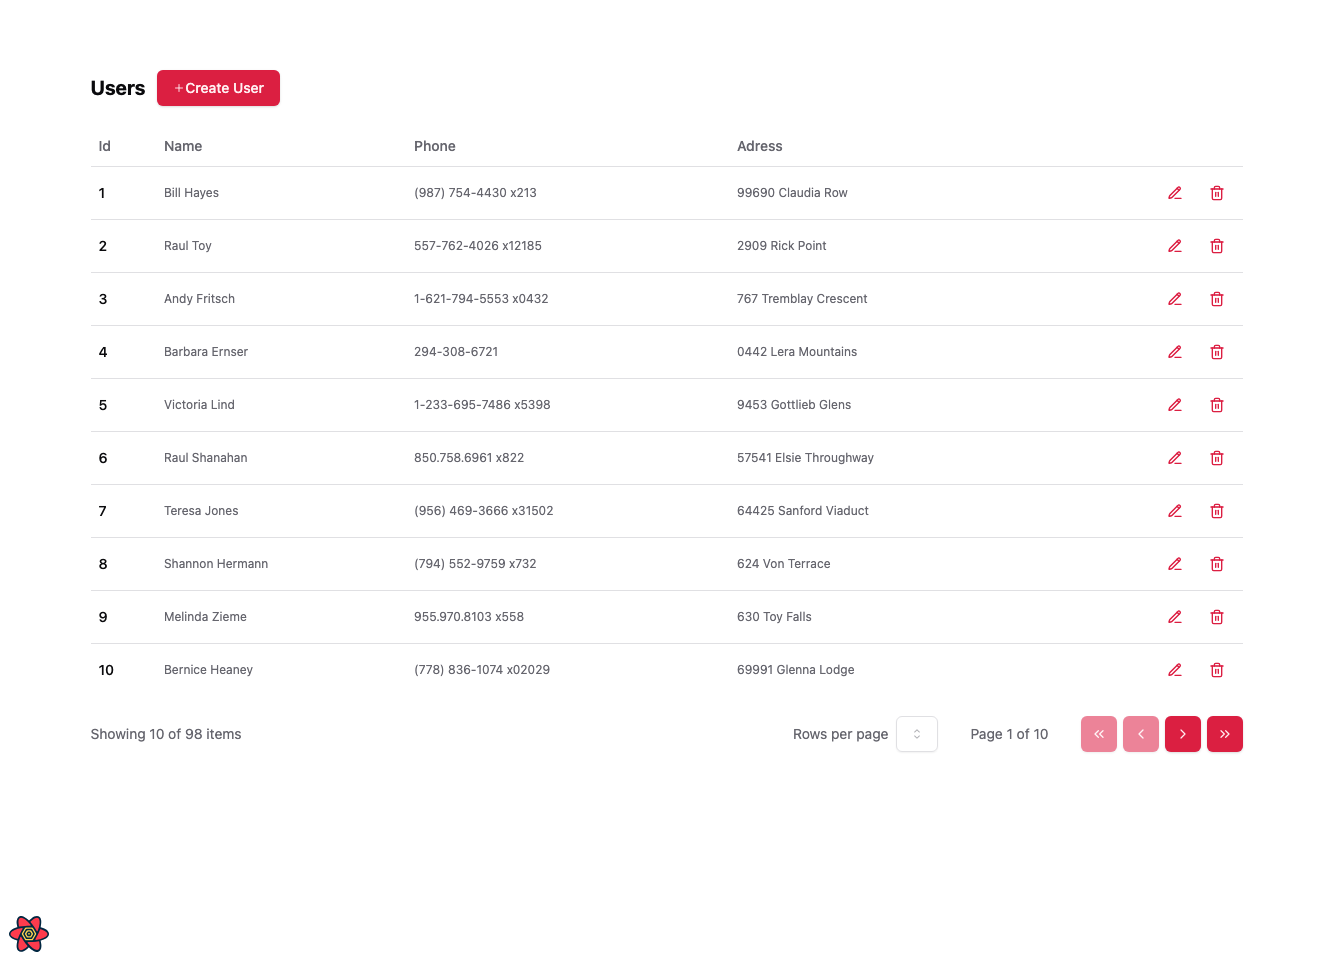 Users
+Create User
Id Name Phone Adress
1 Bill Hayes (987) 754-4430 x213 99690 Claudia Row
2 Raul Toy 557-762-4026 x12185 2909 Rick Point
3 Andy Fritsch 1-621-794-5553 x0432 767 Tremblay Crescent
4 Barbara Ernser 294-308-6721 0442 Lera Mountains
5 Victoria Lind 1-233-695-7486 x5398 9453 Gottlieb Glens
6 Raul Shanahan 850.758.6961 x822 57541 Elsie Throughway
7 Teresa Jones (956) 469-3666 x31502 64425 Sanford Viaduct
8 Shannon Hermann (794) 552-9759 x732 624 Von Terrace
9 Melinda Zieme 955.970.8103 x558 630 Toy Falls
10 Bernice Heaney (778) 836-1074 x02029 69991 Glenna Lodge
Showing 10 of 98 items Rows per page Page 1 of 10